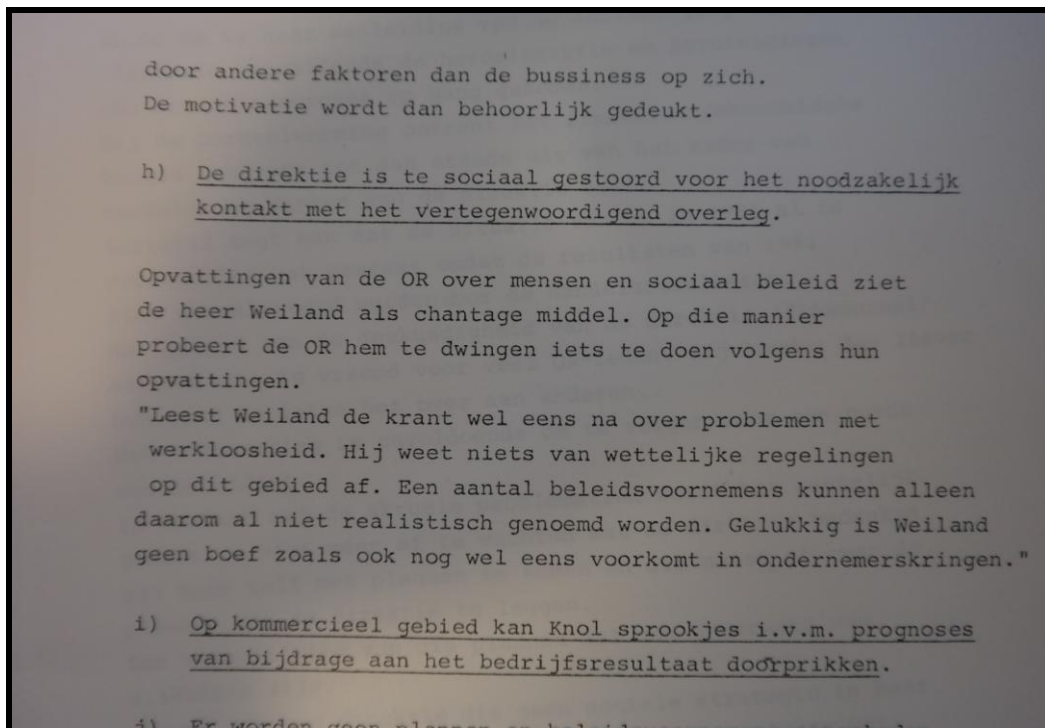 door andere faktoren dan de bussiness op zich.
De motivatie wordt dan behoorlijk gedeukt.
h) De direktie is te sociaal gestoord voor het noodzakelijk
kontakt met het vertegenwoordigend overleg.
Opvattingen van de OR over mensen en sociaal beleid ziet
de heer Weiland als chantage middel. Op die manier
probeert de OR hem te dwingen iets te doen volgens hun
opvattingen.
"Leest Weiland de krant wel eens na over problemen met
werkloosheid. Hij weet niets van wettelijke regelingen
op dit gebied af. Een aantal beleidsvoornemens kunnen alleen
daarom al niet realistisch genoemd worden. Gelukkig is Weiland
geen boef zoals ook nog wel eens voorkomt in ondernemerskringen."
i) Op kommercieel gebied kan Knol sprookjes i.v.m. prognoses
van bijdrage aan het bedrijfsresultaat doorprikken.
j) Er worden geen plannen en